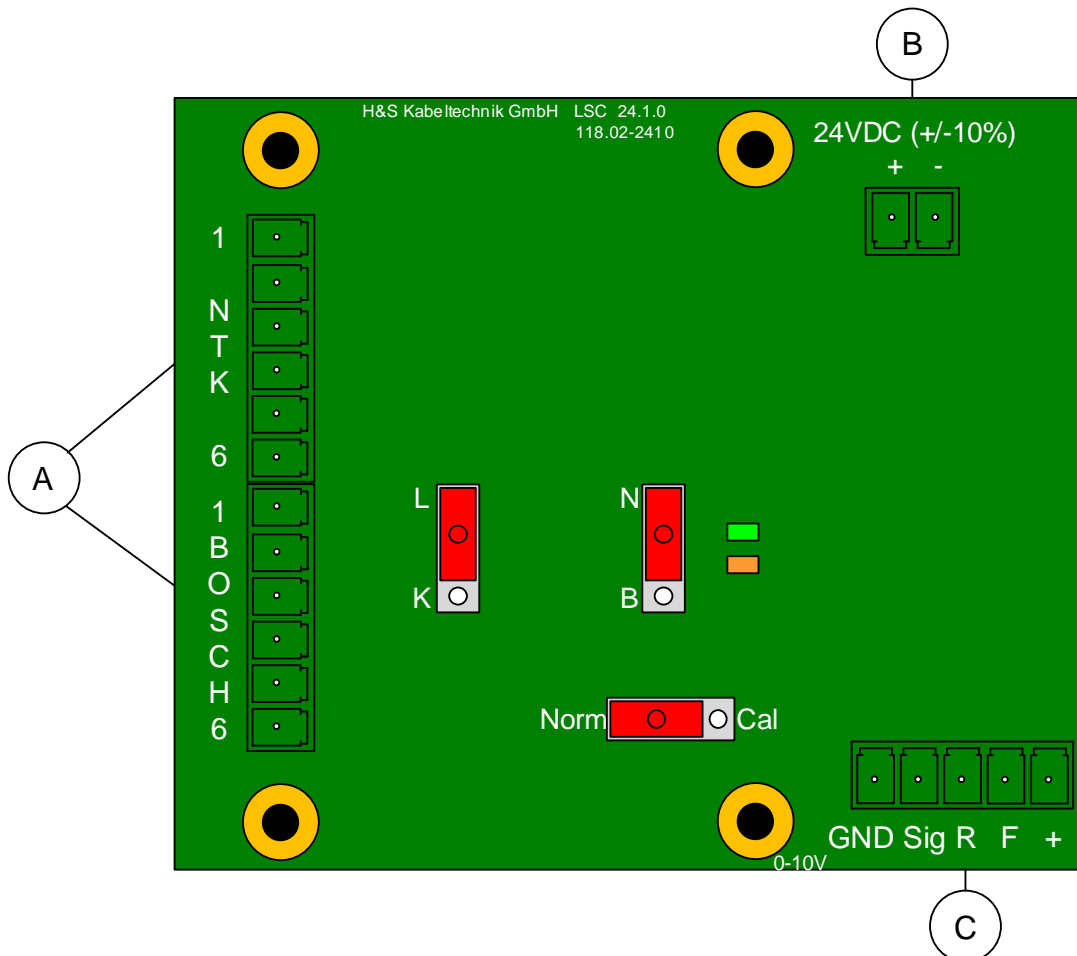 B
H&S Kabeltechnik GmbH LSC 24.1.0
118.02-2410
24VDC (+/-10%)
+ -
1
N
T
K
6
A
1
B
O
S
C
H
6
L
K
N
B
Norm Cal
GND Sig R F +
0-10V
C